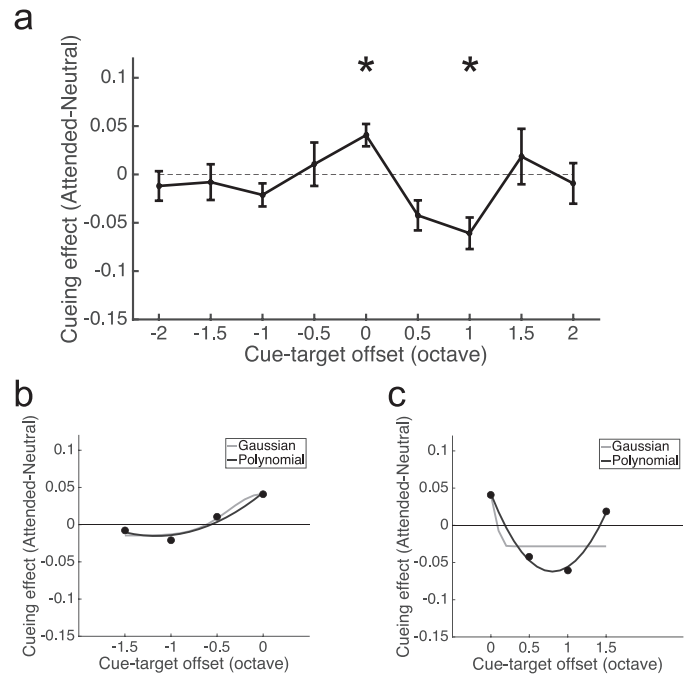 a
Cueing effect (Attended-Neutral)
0.1
0.05
0
-0.05
-0.1
-0.15
* *
-2 -1.5 -1 -0.5 0 0.5 1 1.5 2
Cue-target offset (octave)
b
Cueing effect (Attended-Neutral)
0.1
0.05
0
-0.05
-0.1
-0.15
Gaussian
Polynomial
-1.5 -1 -0.5 0
Cue-target offset (octave)
c
Cueing effect (Attended-Neutral)
0.1
0.05
0
-0.05
-0.1
-0.15
Gaussian
Polynomial
0 0.5 1 1.5
Cue-target offset (octave)